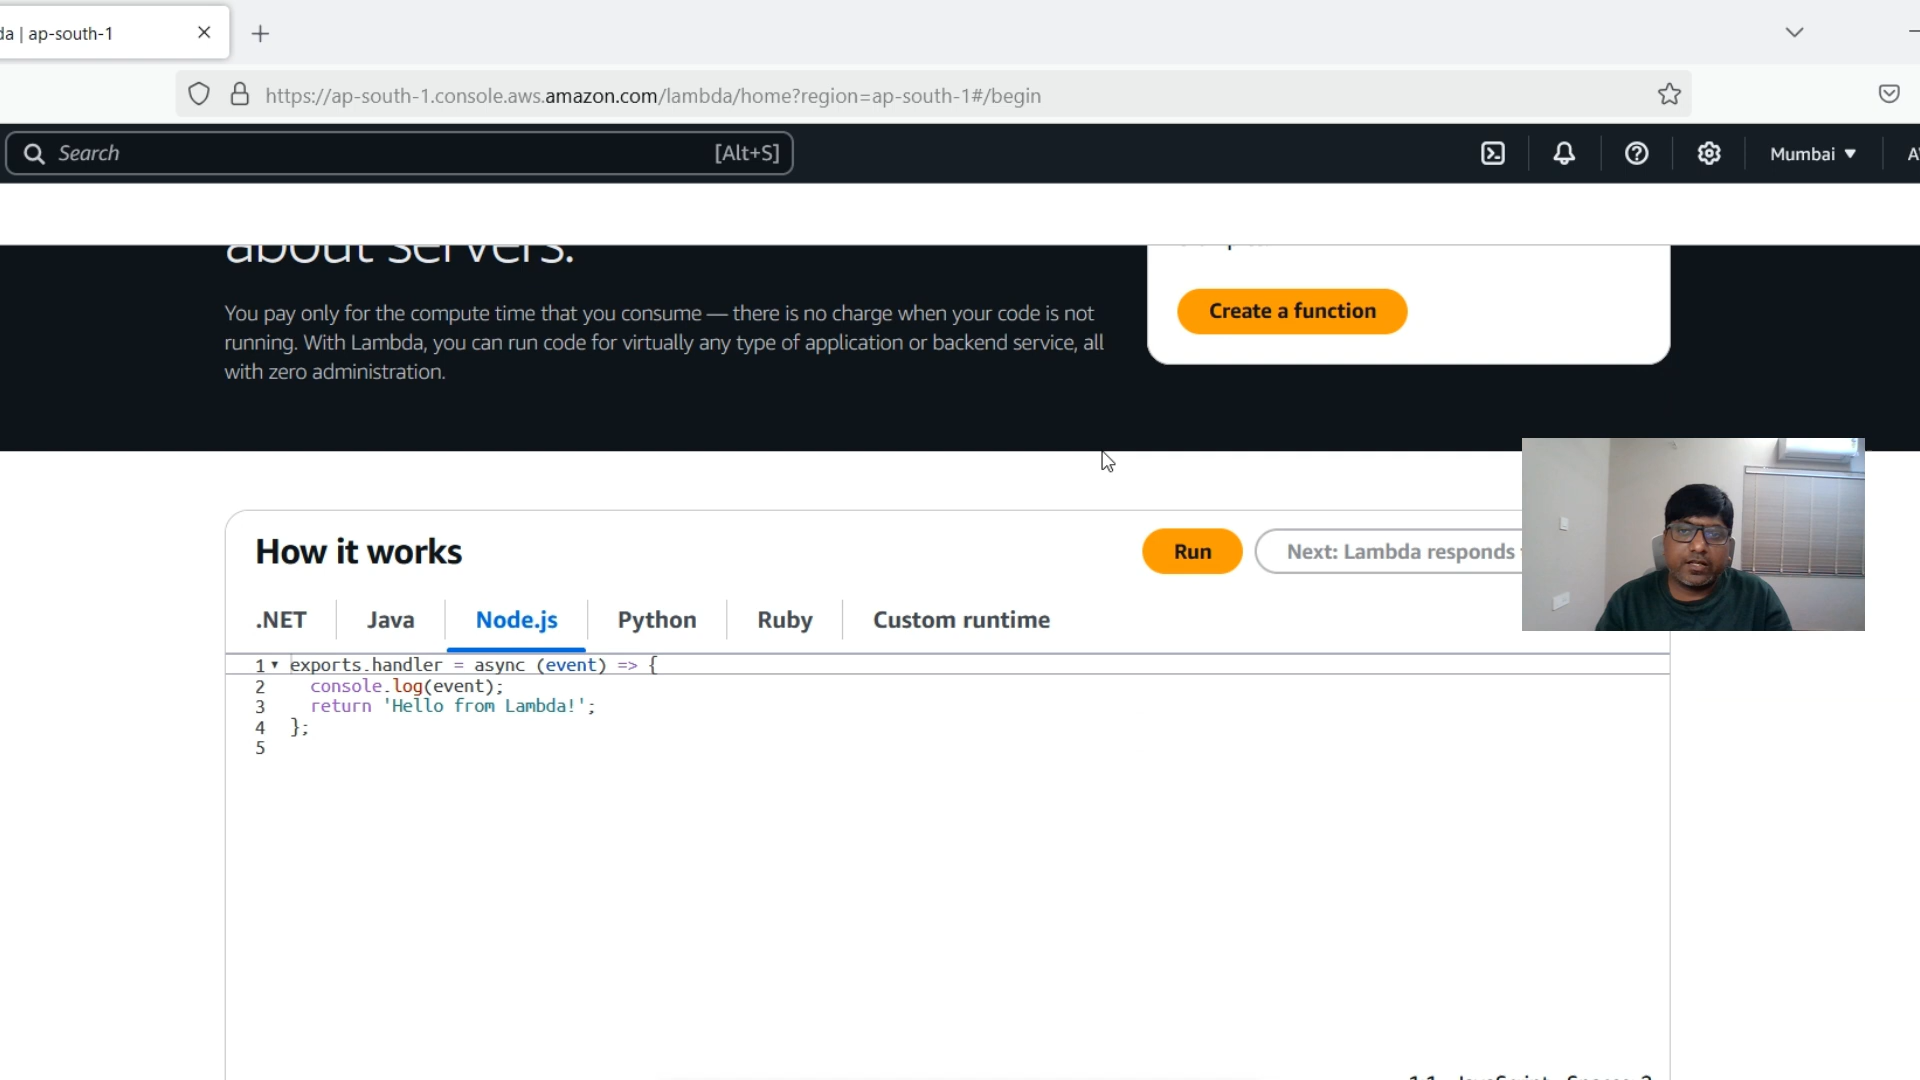 da | ap-south-1
https://ap-south-1.console.aws.amazon.com/lambda/home?region=ap-south-1#/begin
Search [Alt+S] Mumbai
about servers.
You pay only for the compute time that you consume — there is no charge when your code is not
running. With Lambda, you can run code for virtually any type of application or backend service, all
with zero administration.
Create a function
How it works
Run
Next: Lambda responds
.NET Java Node.js Python Ruby Custom runtime
1 exports.handler = async (event) => {
2 console.log(event);
3 return 'Hello from Lambda!';
4 };
5